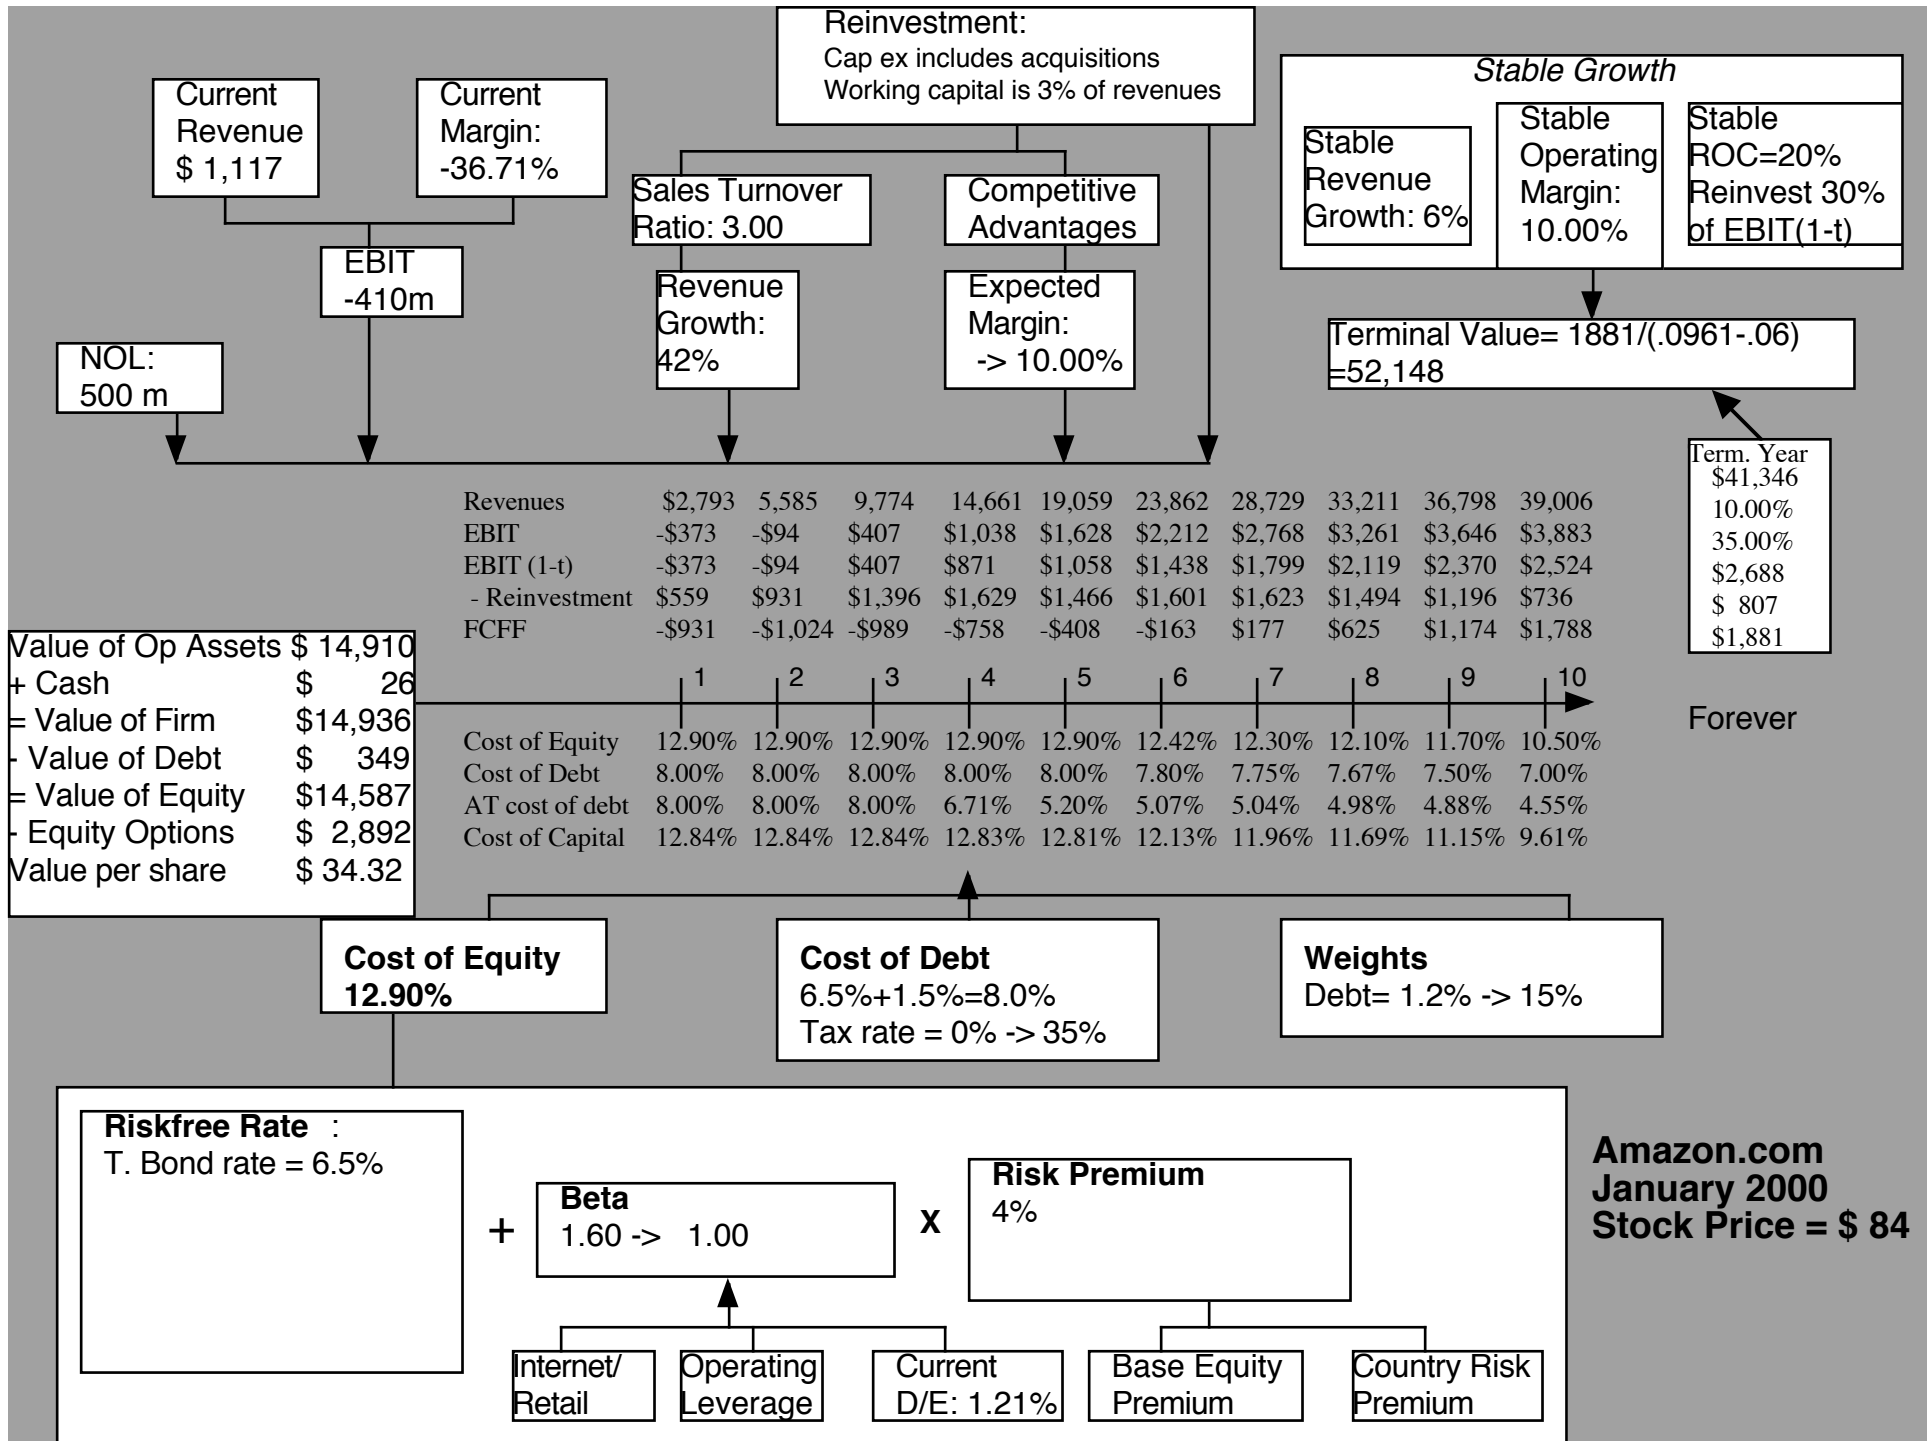 Reinvestment:
Cap ex includes acquisitions
Working capital is 3% of revenues
Current
Revenue
$ 1,117
Current
Margin:
-36.71%
EBIT
-410m
NOL:
500 m
Sales Turnover
Ratio: 3.00
Revenue
Growth:
42%
Competitive
Advantages
Expected
Margin:
-> 10.00%
Stable Growth
Stable
Revenue
Growth: 6%
Stable
Operating
Margin:
10.00%
Stable
ROC=20%
Reinvest 30%
of EBIT(1-t)
Terminal Value= 1881/(.0961-.06)
=52,148
Term. Year
$41,346
10.00%
35.00%
$2,688
$ 807
$1,881
Forever
Revenues $2,793 5,585 9,774 14,661 19,059 23,862 28,729 33,211 36,798 39,006
EBIT -$373 -$94 $407 $1,038 $1,628 $2,212 $2,768 $3,261 $3,646 $3,883
EBIT (1-t) -$373 -$94 $407 $871 $1,058 $1,438 $1,799 $2,119 $2,370 $2,524
- Reinvestment $559 $931 $1,396 $1,629 $1,466 $1,601 $1,623 $1,494 $1,196 $736
FCFF -$931 -$1,024 -$989 -$758 -$408 -$163 $177 $625 $1,174 $1,788
1 2 3 4 5 6 7 8 9 10
Cost of Equity 12.90% 12.90% 12.90% 12.90% 12.90% 12.42% 12.30% 12.10% 11.70% 10.50%
Cost of Debt 8.00% 8.00% 8.00% 8.00% 8.00% 7.80% 7.75% 7.67% 7.50% 7.00%
AT cost of debt 8.00% 8.00% 8.00% 6.71% 5.20% 5.07% 5.04% 4.98% 4.88% 4.55%
Cost of Capital 12.84% 12.84% 12.84% 12.83% 12.81% 12.13% 11.96% 11.69% 11.15% 9.61%
Value of Op Assets $ 14,910
+ Cash $ 26
= Value of Firm $14,936
- Value of Debt $ 349
= Value of Equity $14,587
- Equity Options $ 2,892
Value per share $ 34.32
Cost of Equity
12.90%
Cost of Debt
6.5%+1.5%=8.0%
Tax rate = 0% -> 35%
Weights
Debt= 1.2% -> 15%
Riskfree Rate :
T. Bond rate = 6.5%
+
Beta
1.60 -> 1.00
X
Risk Premium
4%
Internet/
Retail
Operating
Leverage
Current
D/E: 1.21%
Base Equity
Premium
Country Risk
Premium
Amazon.com
January 2000
Stock Price = $ 84